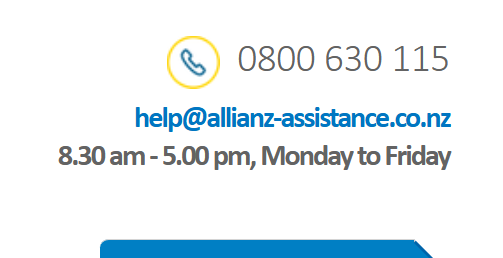 0800 630 115
help@allianz-assistance.co.nz
8.30 am - 5.00 pm, Monday to Friday